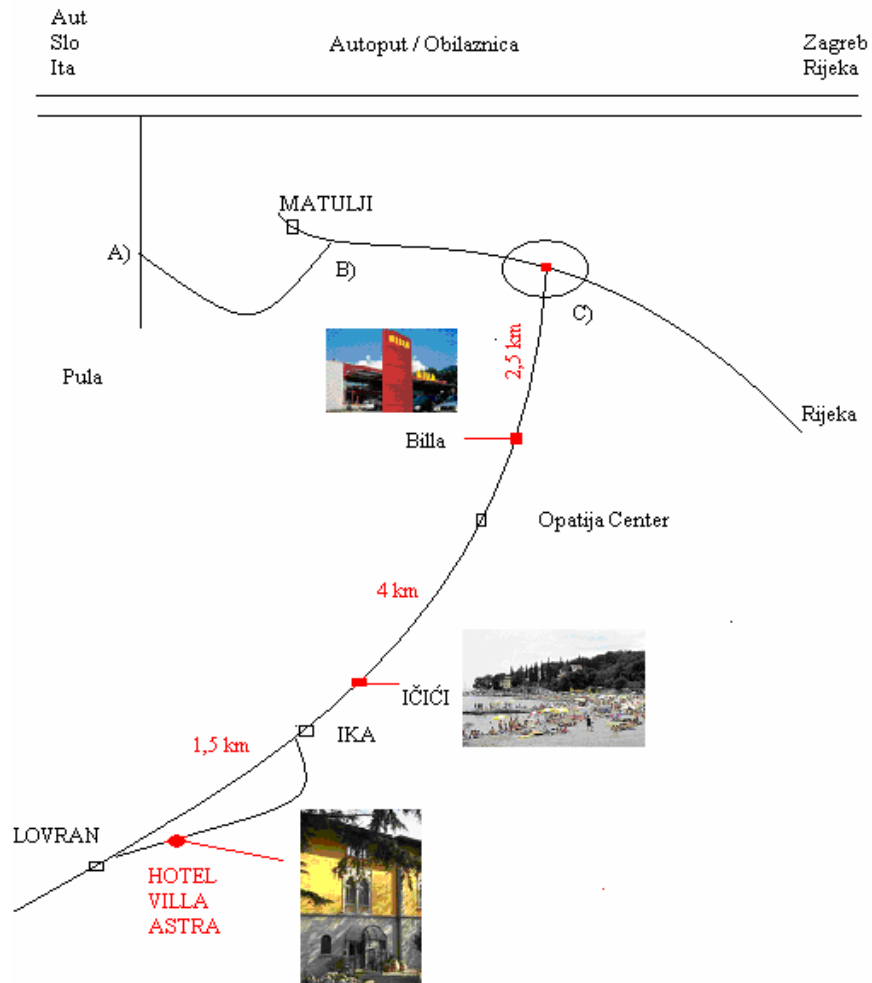 Aut
Slo
Ita
Autoput / Obilaznica
Zagreb
Rijeka
MATULJI
A)
B)
C)
2,5 km
Pula
BILLA
Rijeka
Billa
Opatija Center
4 km
IČIĆI
IKA
1,5 km
LOVRAN
HOTEL
VILLA
ASTRA